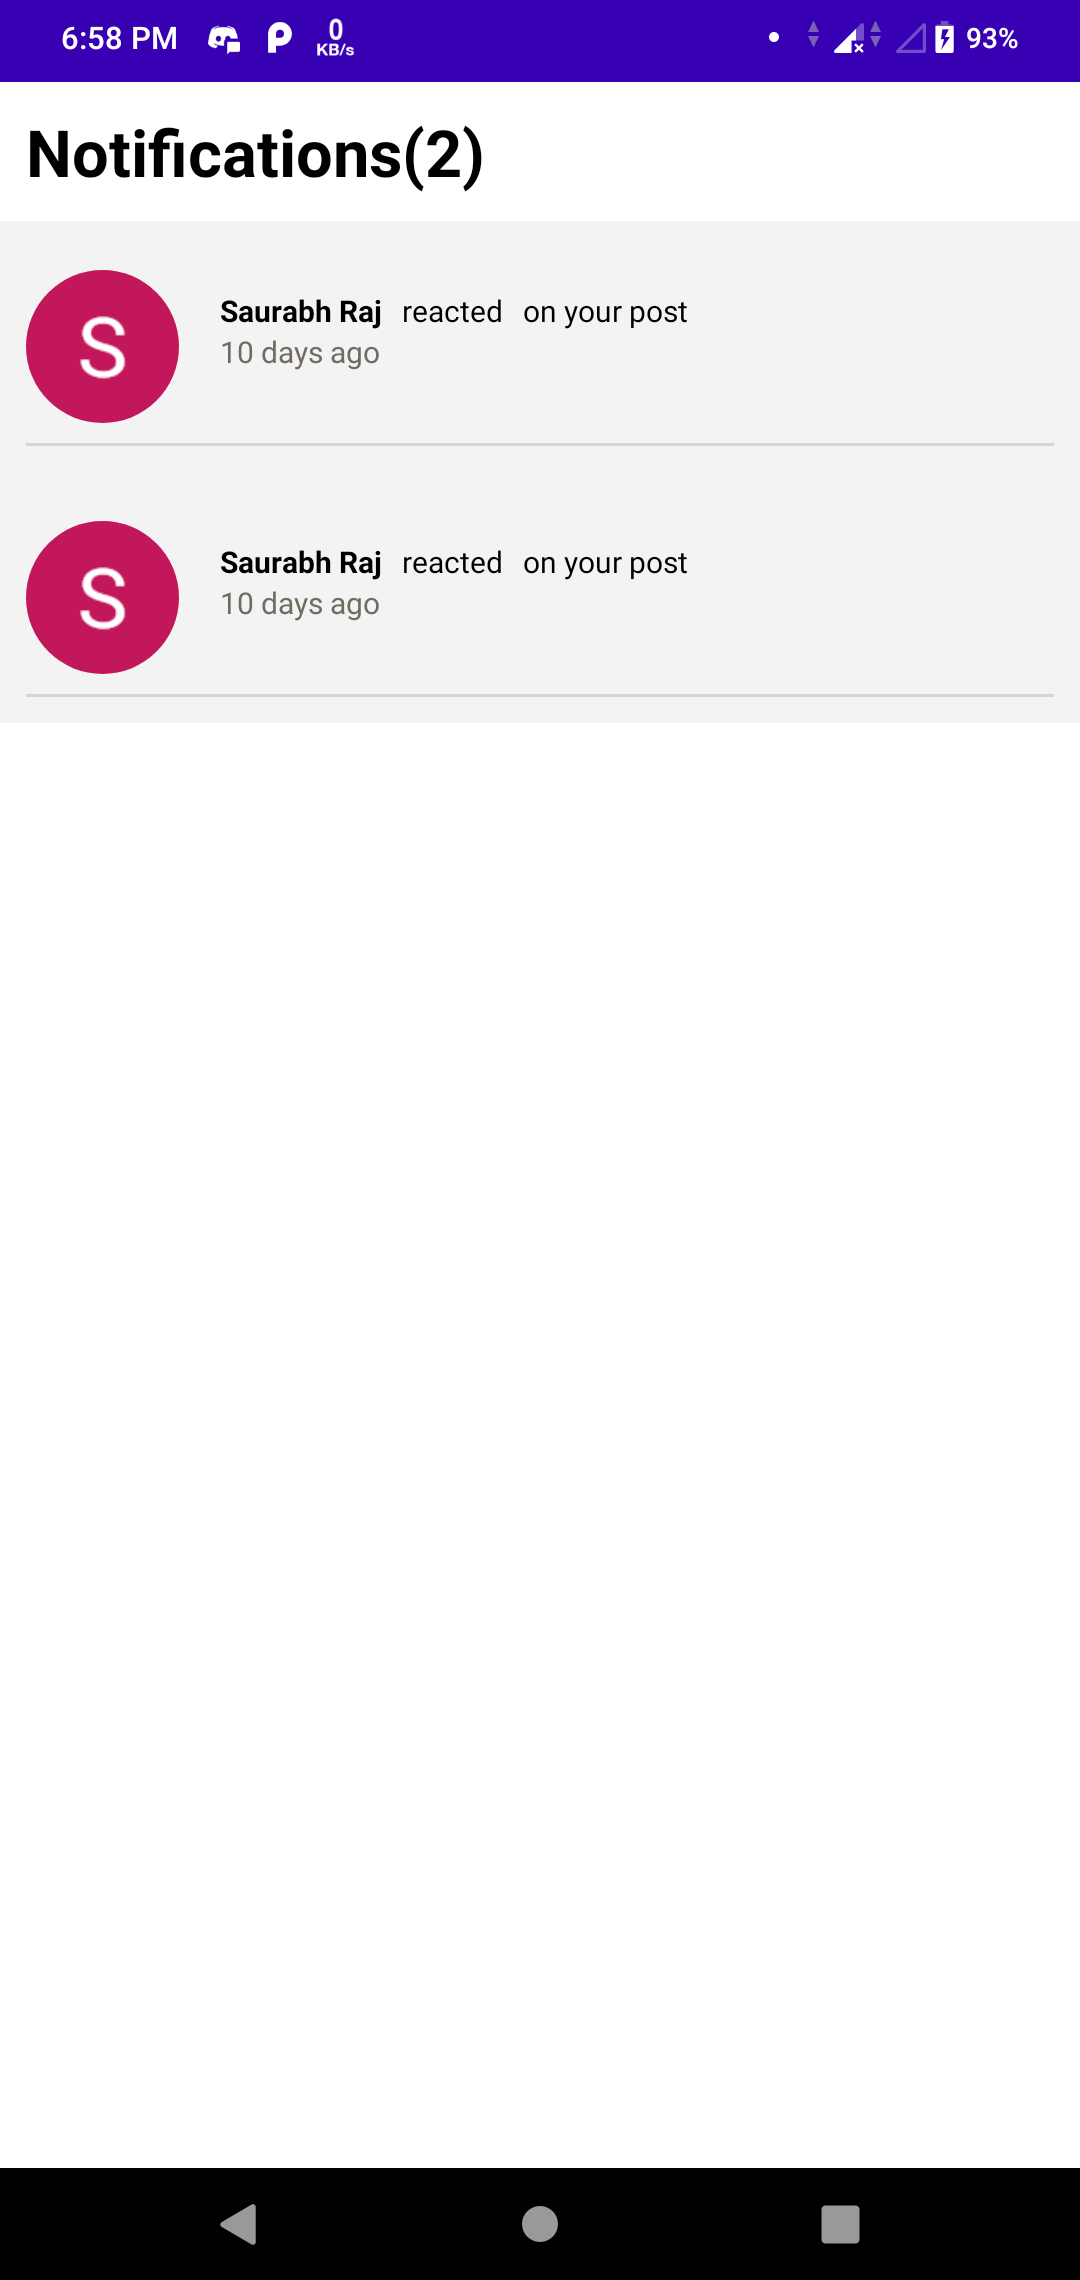 6:58 PM P 0 KB/s 93%
Notifications(2)
S
Saurabh Raj reacted on your post
10 days ago
S
Saurabh Raj reacted on your post
10 days ago